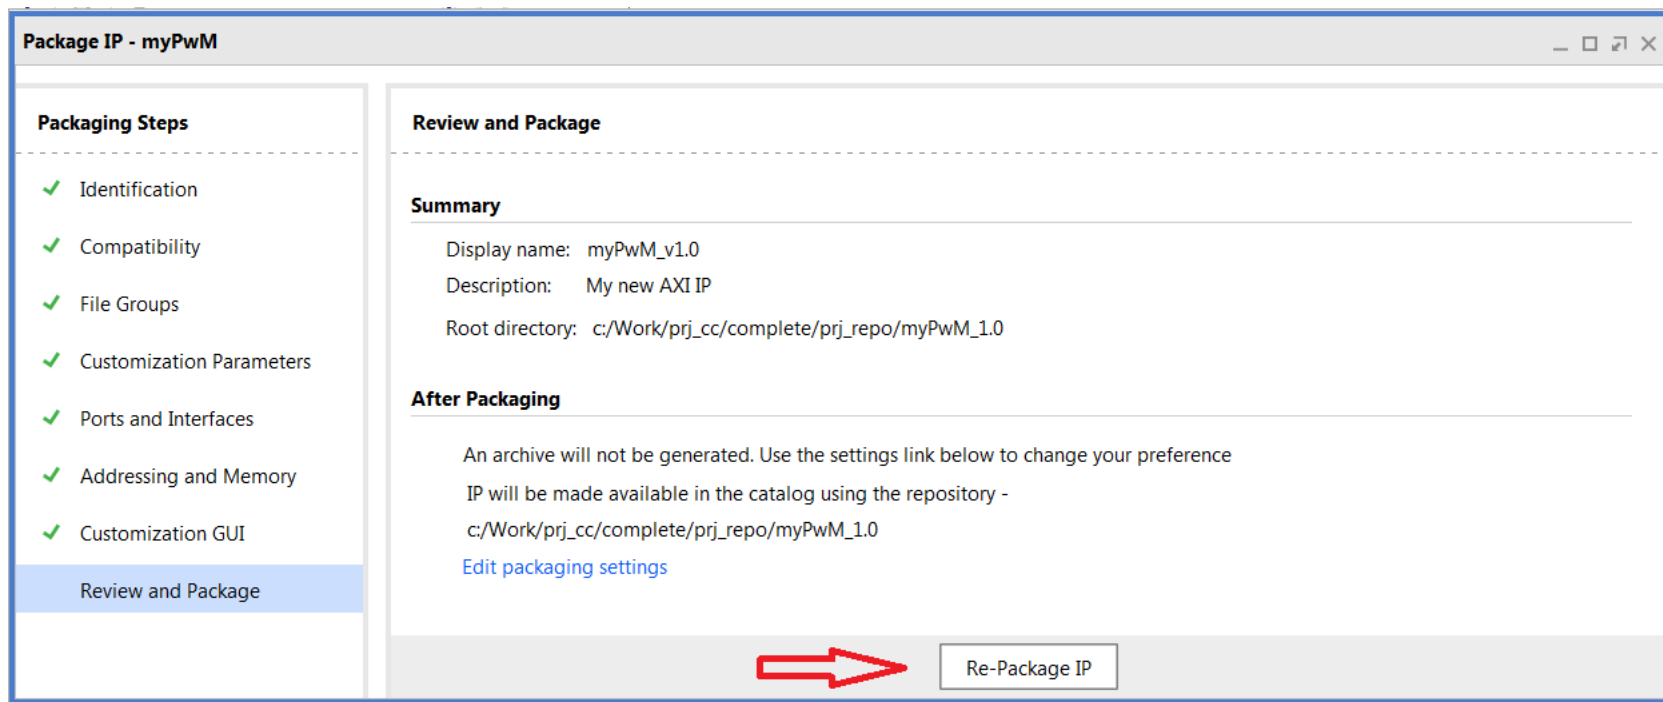 Package IP - myPwM
Packaging Steps
Identification
Compatibility
File Groups
Customization Parameters
Ports and Interfaces
Addressing and Memory
Customization GUI
Review and Package
Review and Package
Summary
Display name: myPwM_v1.0
Description: My new AXI IP
Root directory: c:/Work/prj_cc/complete/prj_repo/myPwM_1.0
After Packaging
An archive will not be generated. Use the settings link below to change your preference
IP will be made available in the catalog using the repository -
c:/Work/prj_cc/complete/prj_repo/myPwM_1.0
Edit packaging settings
Re-Package IP